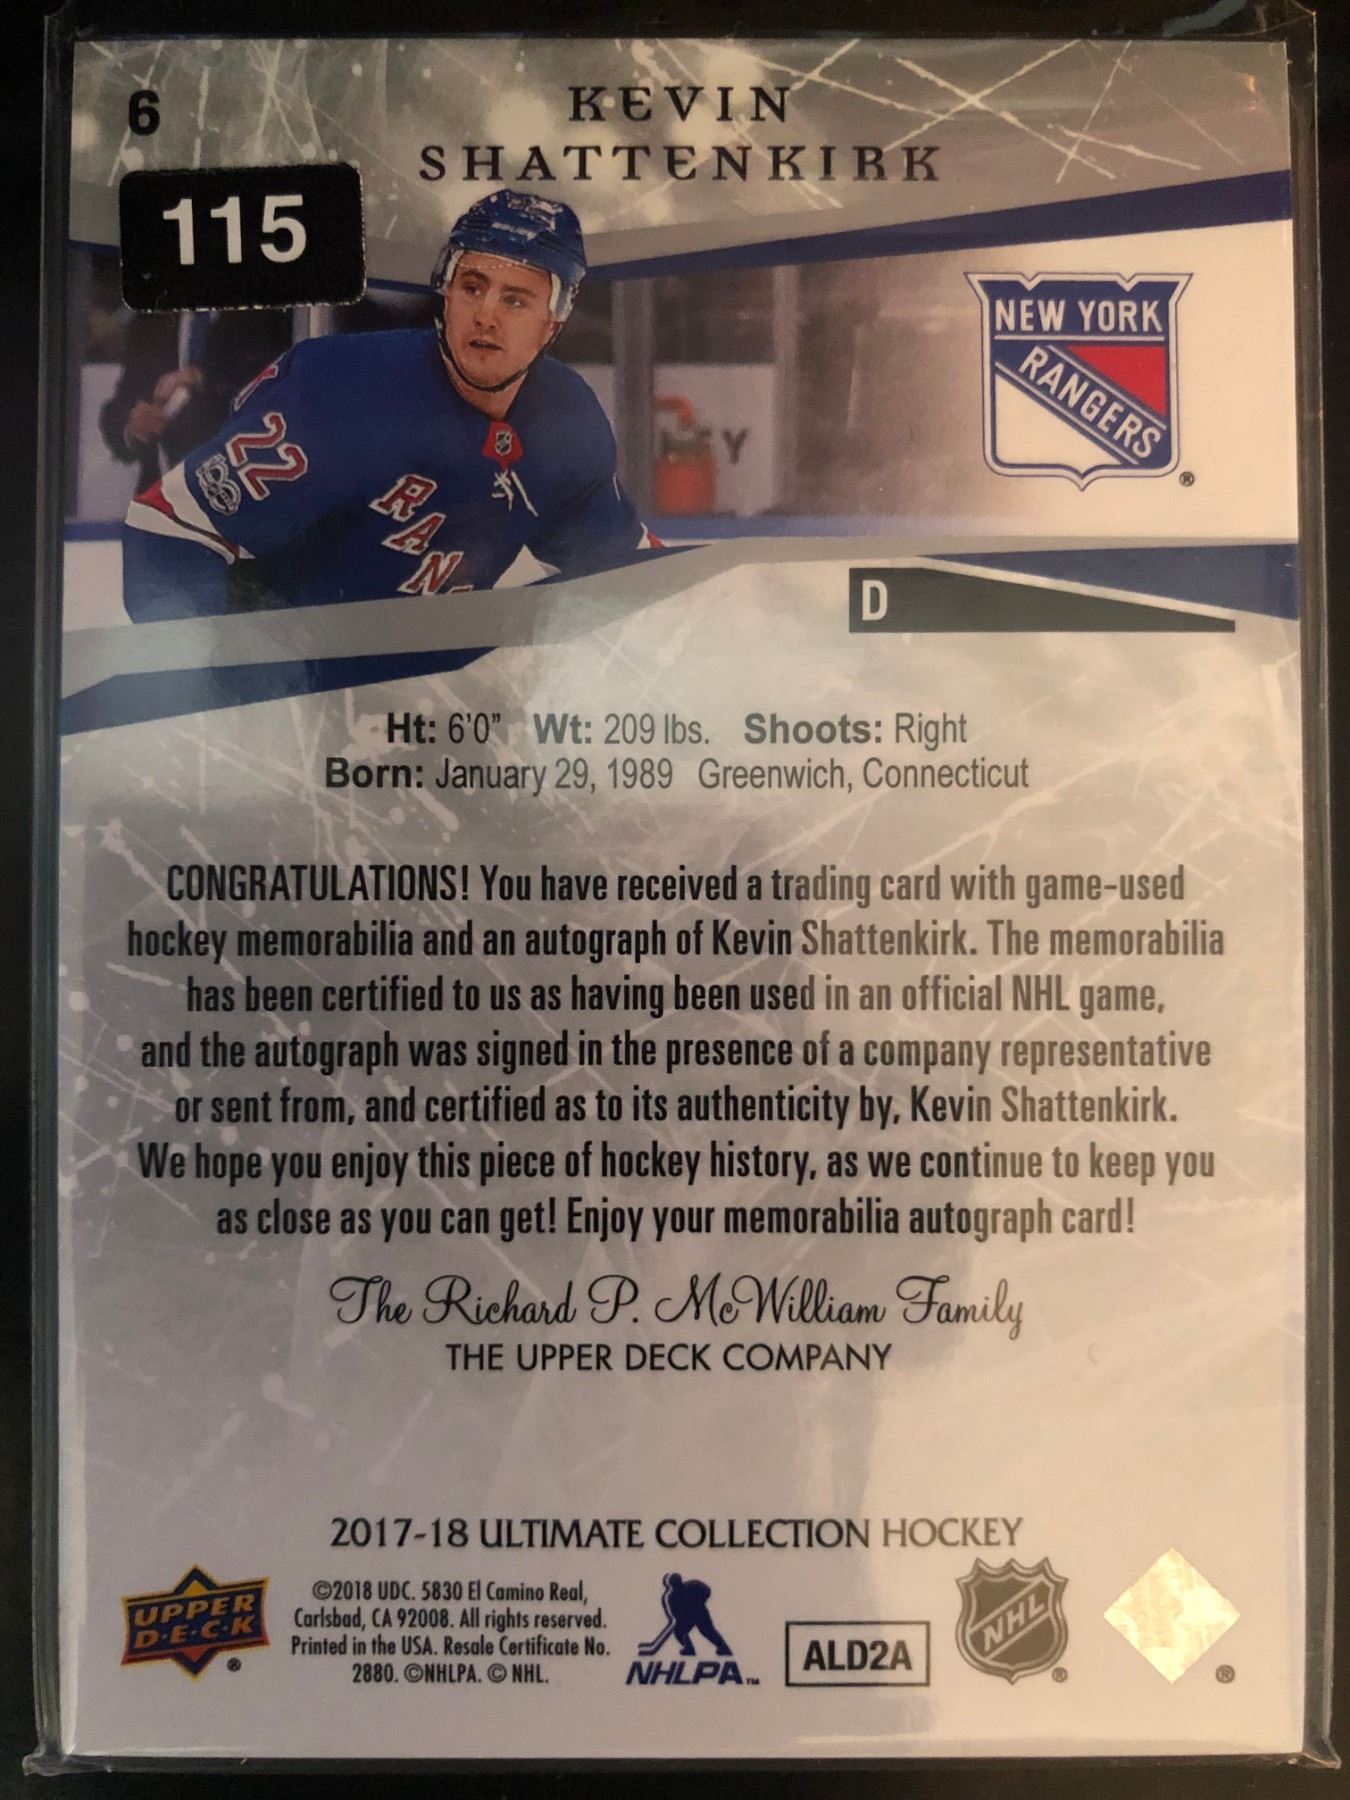 6
KEVIN
SHATTENKIRK
115
NEW YORK
RANGERS
®
22
RAN
D
Ht: 6'0" Wt: 209 lbs. Shoots: Right
Born: January 29, 1989 Greenwich, Connecticut
CONGRATULATIONS! You have received a trading card with game-used
hockey memorabilia and an autograph of Kevin Shattenkirk. The memorabilia
has been certified to us as having been used in an official NHL game,
and the autograph was signed in the presence of a company representative
or sent from, and certified as to its authenticity by, Kevin Shattenkirk.
We hope you enjoy this piece of hockey history, as we continue to keep you
as close as you can get! Enjoy your memorabilia autograph card!
The Richard P. McWilliam Family
THE UPPER DECK COMPANY
2017-18 ULTIMATE COLLECTION HOCKEY
UPPER
D·E·C·K
®
©2018 UDC. 5830 El Camino Real,
Carlsbad, CA 92008. All rights reserved.
Printed in the USA. Resale Certificate No.
2880. ©NHLPA. © NHL.
NHLPA™
ALD2A
NHL
®
®